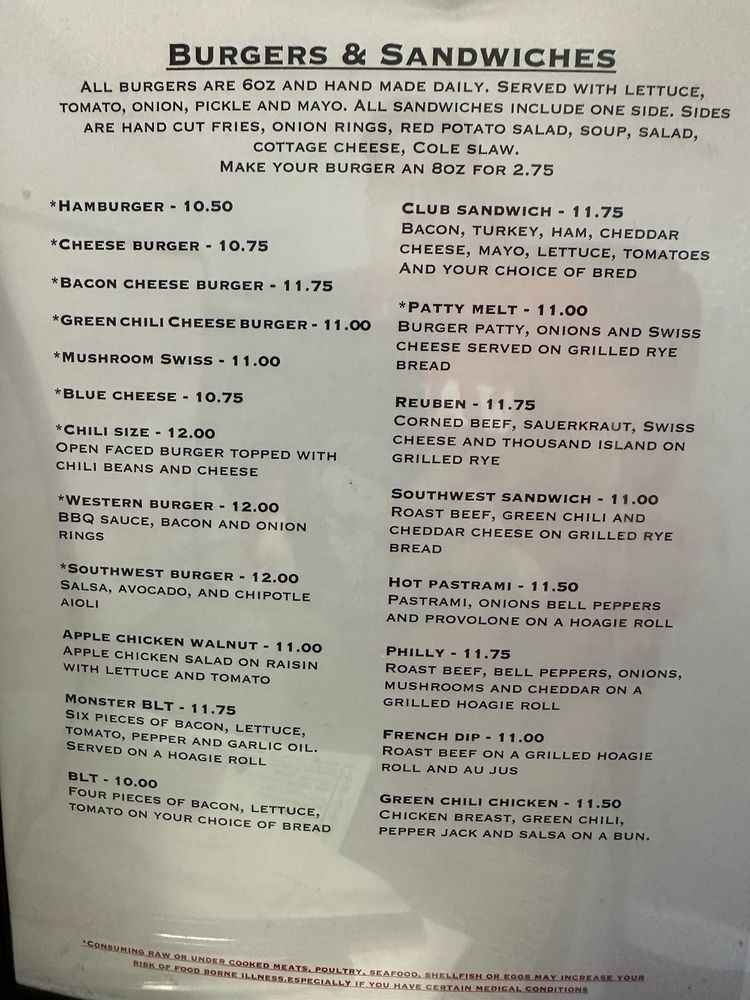 BURGERS & SANDWICHES
ALL BURGERS ARE 6OZ AND HAND MADE DAILY. SERVED WITH LETTUCE,
TOMATO, ONION, PICKLE AND MAYO. ALL SANDWICHES INCLUDE ONE SIDE. SIDES
ARE HAND CUT FRIES, ONION RINGS, RED POTATO SALAD, SOUP, SALAD,
COTTAGE CHEESE, COLE SLAW.
MAKE YOUR BURGER AN 8OZ FOR 2.75
*HAMBURGER - 10.50
*CHEESE BURGER - 10.75
*BACON CHEESE BURGER - 11.75
*GREEN CHILI CHEESE BURGER - 11.00
*MUSHROOM SWISS - 11.00
*BLUE CHEESE - 10.75
*CHILI SIZE - 12.00
OPEN FACED BURGER TOPPED WITH
CHILI BEANS AND CHEESE
*WESTERN BURGER - 12.00
BBQ SAUCE, BACON AND ONION
RINGS
*SOUTHWEST BURGER - 12.00
SALSA, AVOCADO, AND CHIPOTLE
AIOLI
APPLE CHICKEN WALNUT - 11.00
APPLE CHICKEN SALAD ON RAISIN
WITH LETTUCE AND TOMATO
MONSTER BLT - 11.75
SIX PIECES OF BACON, LETTUCE,
TOMATO, PEPPER AND GARLIC OIL.
SERVED ON A HOAGIE ROLL
BLT - 10.00
FOUR PIECES OF BACON, LETTUCE,
TOMATO ON YOUR CHOICE OF BREAD
CLUB SANDWICH - 11.75
BACON, TURKEY, HAM, CHEDDAR
CHEESE, MAYO, LETTUCE, TOMATOES
AND YOUR CHOICE OF BRED
*PATTY MELT - 11.00
BURGER PATTY, ONIONS AND SWISS
CHEESE SERVED ON GRILLED RYE
BREAD
REUBEN - 11.75
CORNED BEEF, SAUERKRAUT, SWISS
CHEESE AND THOUSAND ISLAND ON
GRILLED RYE
SOUTHWEST SANDWICH - 11.00
ROAST BEEF, GREEN CHILI AND
CHEDDAR CHEESE ON GRILLED RYE
BREAD
HOT PASTRAMI - 11.50
PASTRAMI, ONIONS BELL PEPPERS
AND PROVOLONE ON A HOAGIE ROLL
PHILLY - 11.75
ROAST BEEF, BELL PEPPERS, ONIONS,
MUSHROOMS AND CHEDDAR ON A
GRILLED HOAGIE ROLL
FRENCH DIP - 11.00
ROAST BEEF ON A GRILLED HOAGIE
ROLL AND AU JUS
GREEN CHILI CHICKEN - 11.50
CHICKEN BREAST, GREEN CHILI,
PEPPER JACK AND SALSA ON A BUN.
*CONSUMING RAW OR UNDER COOKED MEATS, POULTRY, SEAFOOD, SHELLFISH OR EGGS MAY INCREASE YOUR
RISK OF FOOD BORNE ILLNESS,ESPECIALLY IF YOU HAVE CERTAIN MEDICAL CONDITIONS